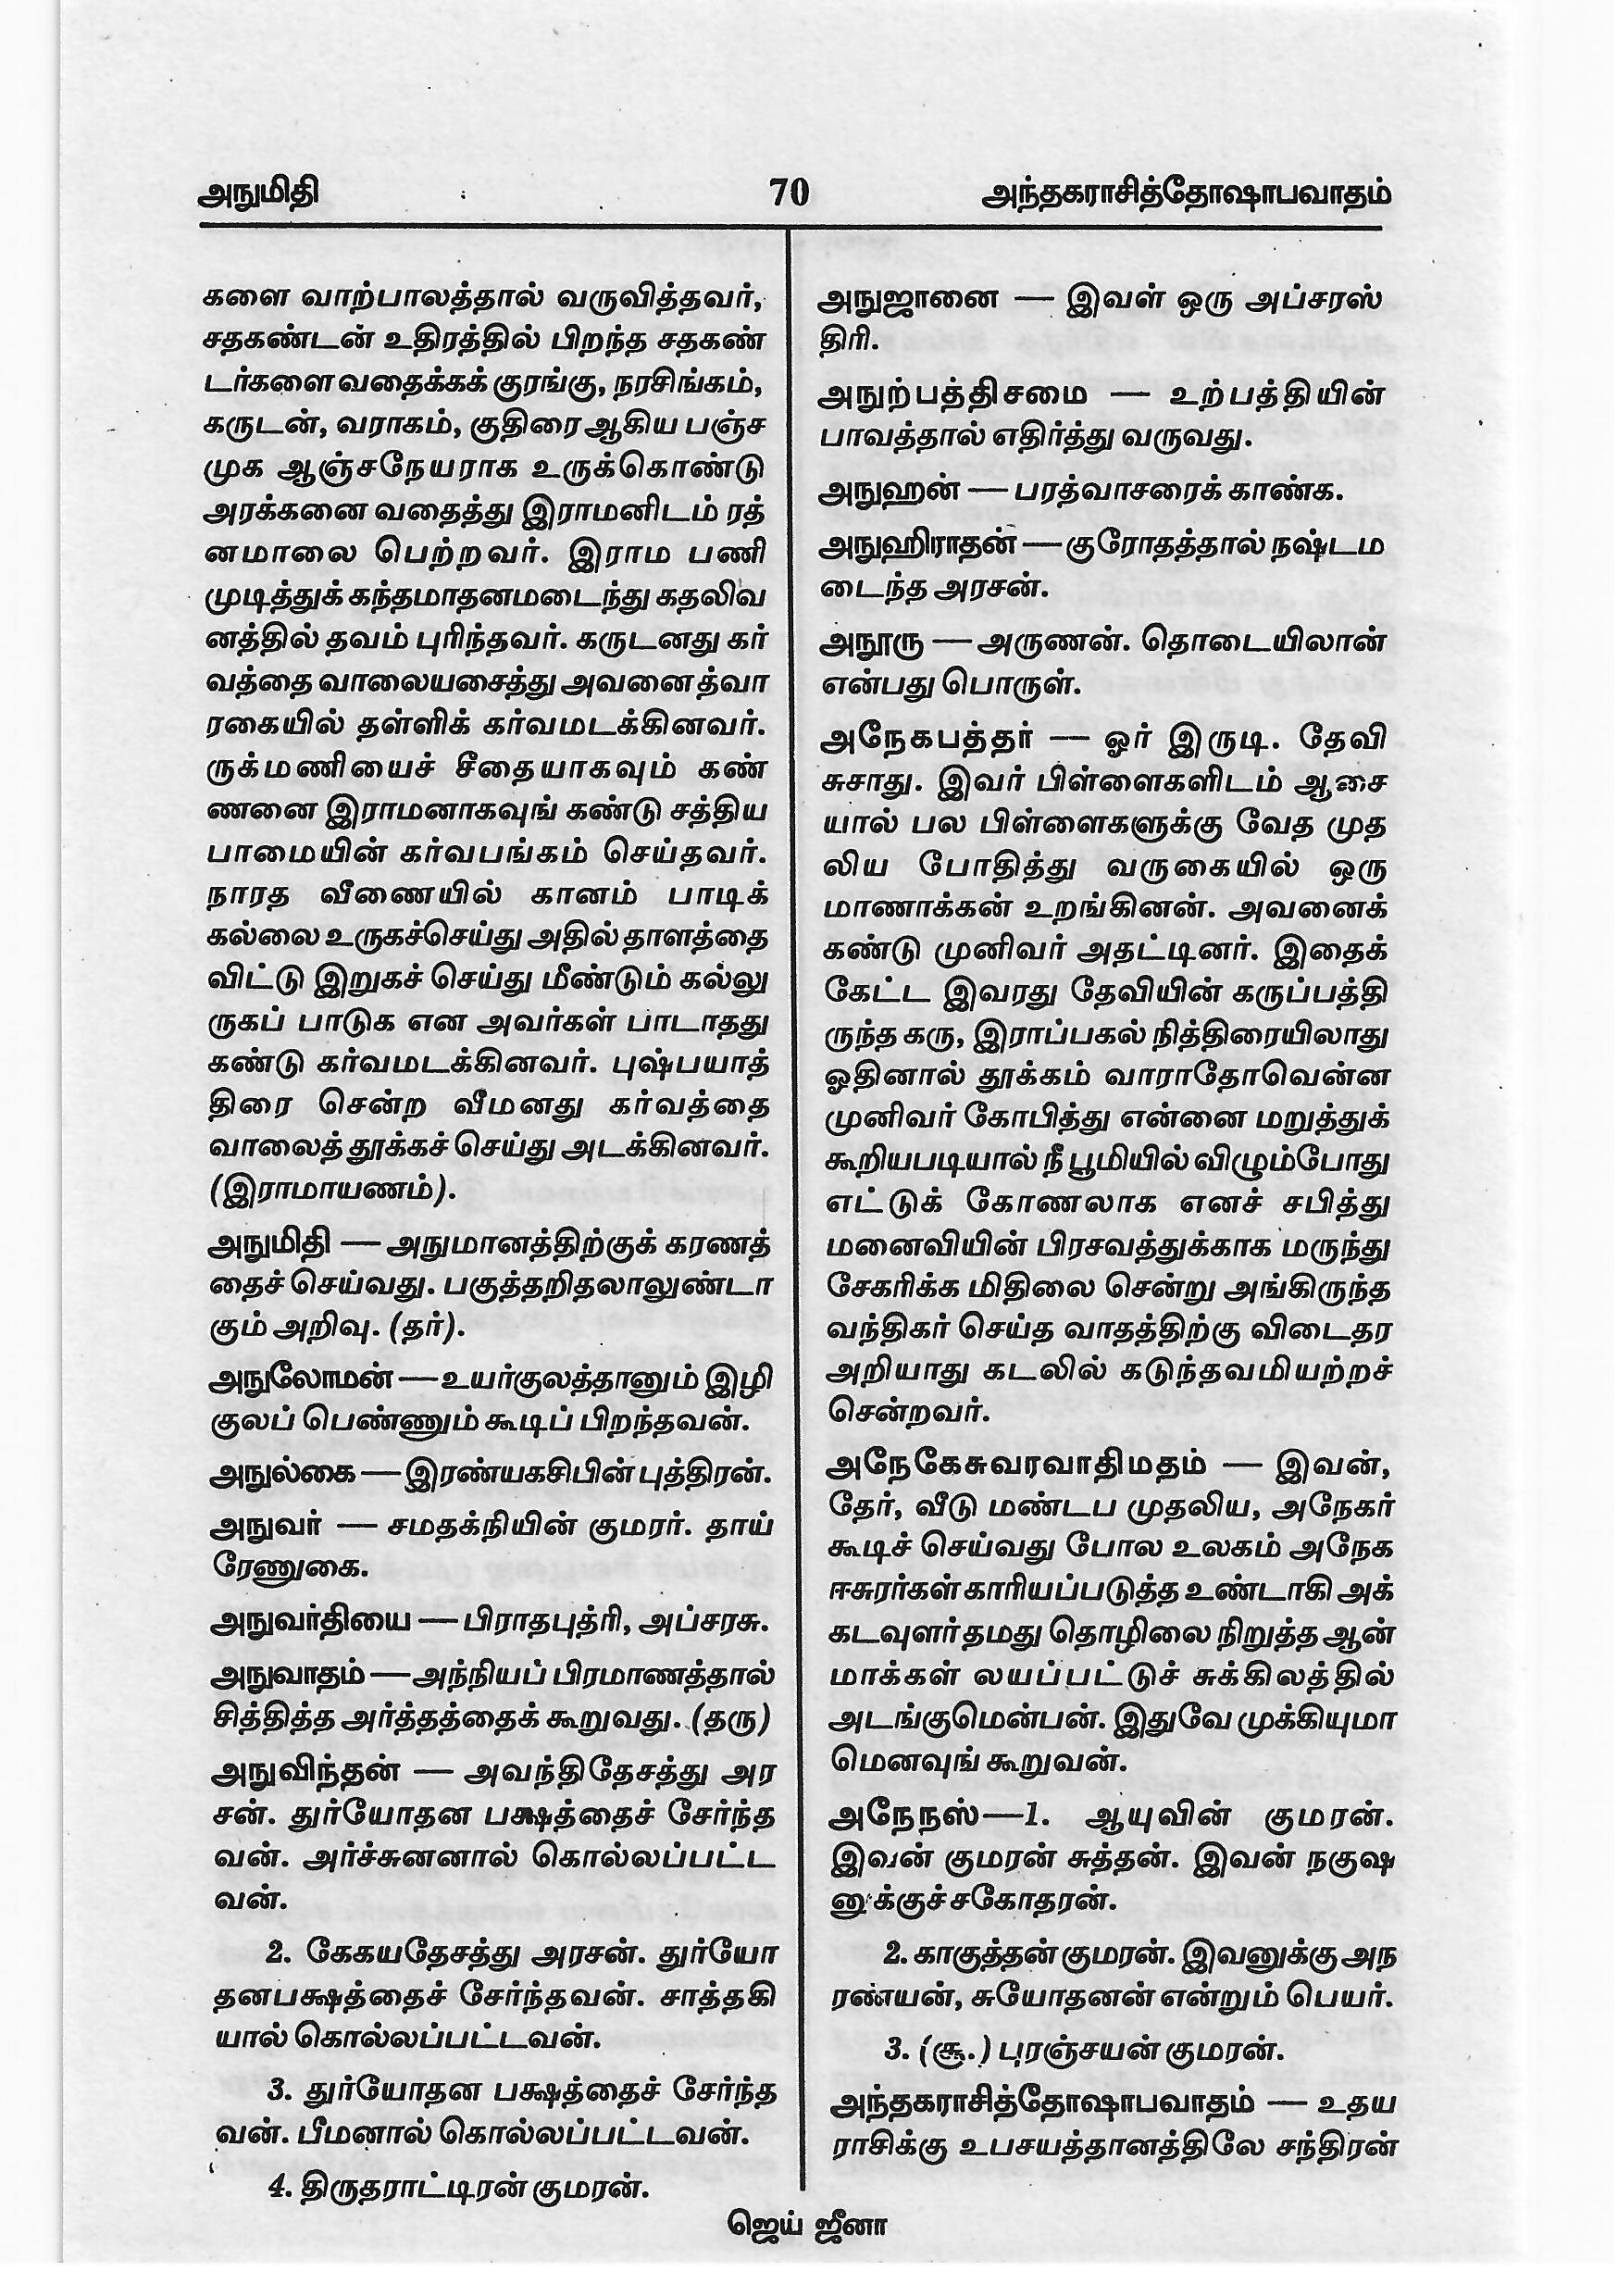 அநுமிதி 70 அந்தகராசித்தோஷாபவாதம்
களை வாற்பாலத்தால் வருவித்தவர்,
சதகண்டன் உதிரத்தில் பிறந்த சதகண்
டர்களை வதைக்கக் குரங்கு, நரசிங்கம்,
கருடன், வராகம், குதிரை ஆகிய பஞ்ச
முக ஆஞ்சநேயராக உருக்கொண்டு
அரக்கனை வதைத்து இராமனிடம் ரத்
னமாலை பெற்றவர். இராம பணி
முடித்துக் கந்தமாதனமடைந்து கதலிவ
னத்தில் தவம் புரிந்தவர். கருடனது கர்
வத்தை வாலையசைத்து அவனை த்வா
ரகையில் தள்ளிக் கர்வமடக்கினவர்.
ருக்மணியைச் சீதையாகவும் கண்
ணனை இராமனாகவுங் கண்டு சத்திய
பாமையின் கர்வபங்கம் செய்தவர்.
நாரத வீணையில் கானம் பாடிக்
கல்லை உருகச்செய்து அதில் தாளத்தை
விட்டு இறுகச் செய்து மீண்டும் கல்லு
ருகப் பாடுக என அவர்கள் பாடாதது
கண்டு கர்வமடக்கினவர். புஷ்பயாத்
திரை சென்ற வீமனது கர்வத்தை
வாலைத் தூக்கச் செய்து அடக்கினவர்.
(இராமாயணம்).
அநுமிதி — அநுமானத்திற்குக் கரணத்
தைச் செய்வது. பகுத்தறிதலாலுண்டா
கும் அறிவு. (தர்).
அநுலோமன் — உயர்குலத்தானும் இழி
குலப் பெண்ணும் கூடிப் பிறந்தவன்.
அநுல்கை — இரண்யகசிபின் புத்திரன்.
அநுவர் — சமதக்நியின் குமரர். தாய்
ரேணுகை.
அநுவர்தியை — பிராதபுத்ரி, அப்சரசு.
அநுவாதம் — அந்நியப் பிரமாணத்தால்
சித்தித்த அர்த்தத்தைக் கூறுவது. (தரு)
அநுவிந்தன் — அவந்திதேசத்து அர
சன். துர்யோதன பக்ஷத்தைச் சேர்ந்த
வன். அர்ச்சுனனால் கொல்லப்பட்ட
வன்.
2. கேகயதேசத்து அரசன். துர்யோ
தனபக்ஷத்தைச் சேர்ந்தவன். சாத்தகி
யால் கொல்லப்பட்டவன்.
3. துர்யோதன பக்ஷத்தைச் சேர்ந்த
வன். பீமனால் கொல்லப்பட்டவன்.
4. திருதராட்டிரன் குமரன்.
அநுஜானை — இவள் ஒரு அப்சரஸ்
திரி.
அநுற்பத்திசமை — உற்பத்தியின்
பாவத்தால் எதிர்த்து வருவது.
அநுஹன் — பரத்வாசரைக் காண்க.
அநுஹிராதன் — குரோதத்தால் நஷ்டம
டைந்த அரசன்.
அநூரு — அருணன். தொடையிலான்
என்பது பொருள்.
அநேகபத்தர் — ஓர் இருடி. தேவி
சுசாது. இவர் பிள்ளைகளிடம் ஆசை
யால் பல பிள்ளைகளுக்கு வேத முத
லிய போதித்து வருகையில் ஒரு
மாணாக்கன் உறங்கினன். அவனைக்
கண்டு முனிவர் அதட்டினர். இதைக்
கேட்ட இவரது தேவியின் கருப்பத்தி
ருந்த கரு, இராப்பகல் நித்திரையிலாது
ஓதினால் தூக்கம் வாராதோவென்ன
முனிவர் கோபித்து என்னை மறுத்துக்
கூறியபடியால் நீ பூமியில் விழும்போது
எட்டுக் கோணலாக எனச் சபித்து
மனைவியின் பிரசவத்துக்காக மருந்து
சேகரிக்க மிதிலை சென்று அங்கிருந்த
வந்திகர் செய்த வாதத்திற்கு விடைதர
அறியாது கடலில் கடுந்தவமியற்றச்
சென்றவர்.
அநேகேசுவரவாதிமதம் — இவன்,
தேர், வீடு மண்டப முதலிய, அநேகர்
கூடிச் செய்வது போல உலகம் அநேக
ஈசுரர்கள் காரியப்படுத்த உண்டாகி அக்
கடவுளர் தமது தொழிலை நிறுத்த ஆன்
மாக்கள் லயப்பட்டுச் சுக்கிலத்தில்
அடங்குமென்பன். இதுவே முக்கியுமா
மெனவுங் கூறுவன்.
அநேநஸ் —1. ஆயுவின் குமரன்.
இவன் குமரன் சுத்தன். இவன் நகுஷ
னுக்குச் சகோதரன்.
2. காகுத்தன் குமரன். இவனுக்கு அந
ரண்யன், சுயோதனன் என்றும் பெயர்.
3. (சூ.) புரஞ்சயன் குமரன்.
அந்தகராசித்தோஷாபவாதம் — உதய
ராசிக்கு உபசயத்தானத்திலே சந்திரன்
ஜெய் ஜீனா